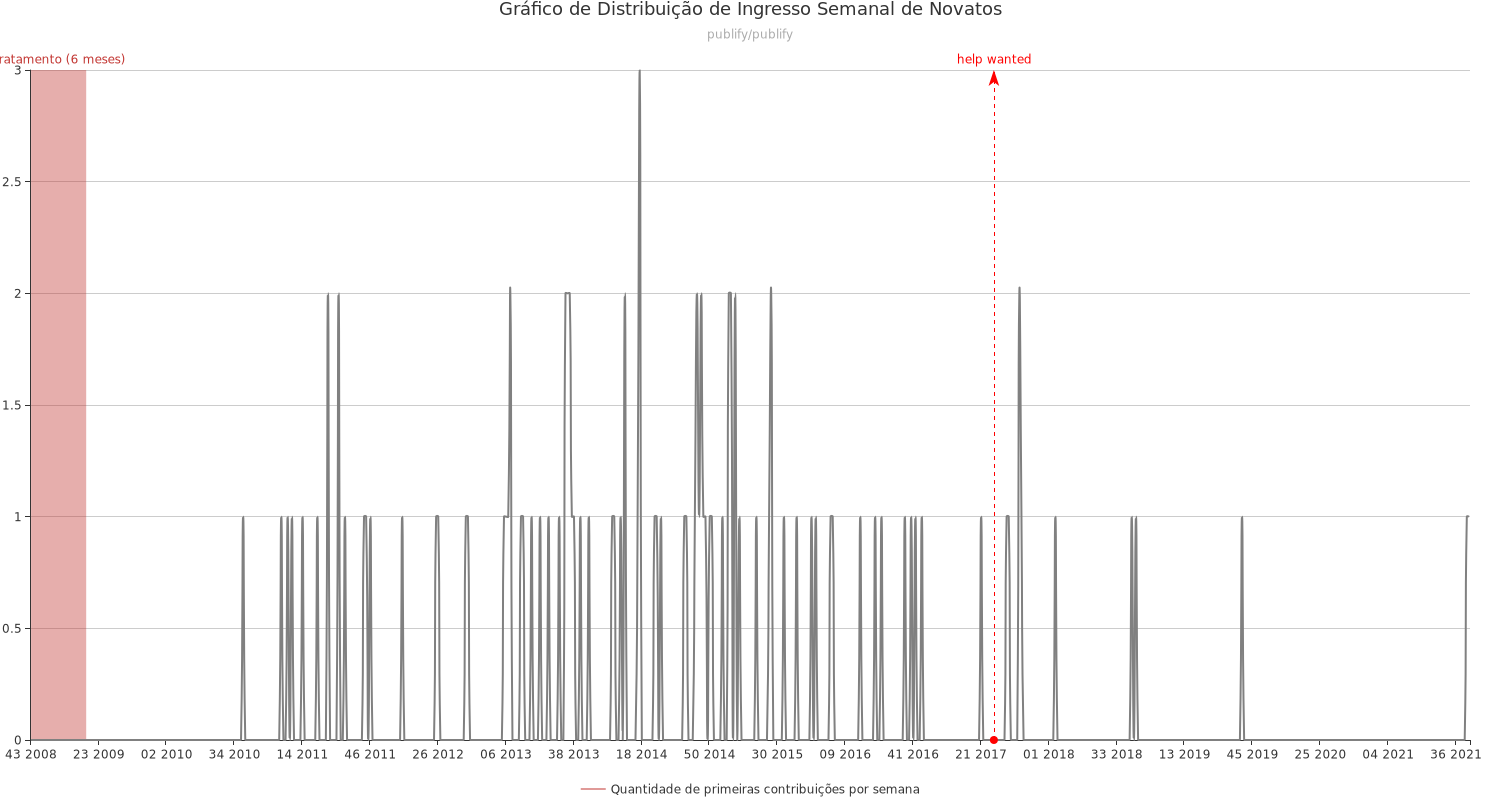 Gráfico de Distribuição de Ingresso Semanal de Novatos
publify/publify
ratamento (6 meses)
help wanted
3
2.5
2
1.5
1
0.5
0
43 2008 23 2009 02 2010 34 2010 14 2011 46 2011 26 2012 06 2013 38 2013 18 2014 50 2014 30 2015 09 2016 41 2016 21 2017 01 2018 33 2018 13 2019 45 2019 25 2020 04 2021 36 2021
Quantidade de primeiras contribuições por semana